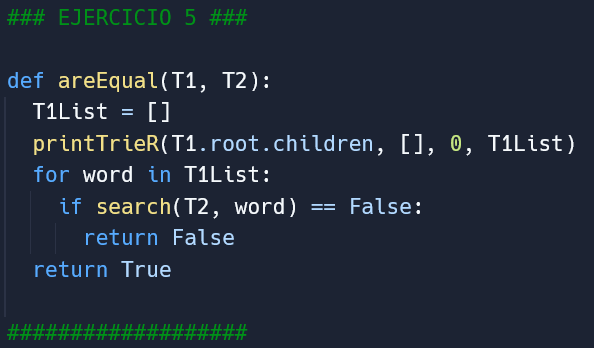 ### EJERCICIO 5 ###
def areEqual(T1, T2):
  T1List = []
  printTrieR(T1.root.children, [], 0, T1List)
  for word in T1List:
    if search(T2, word) == False:
      return False
  return True
###################